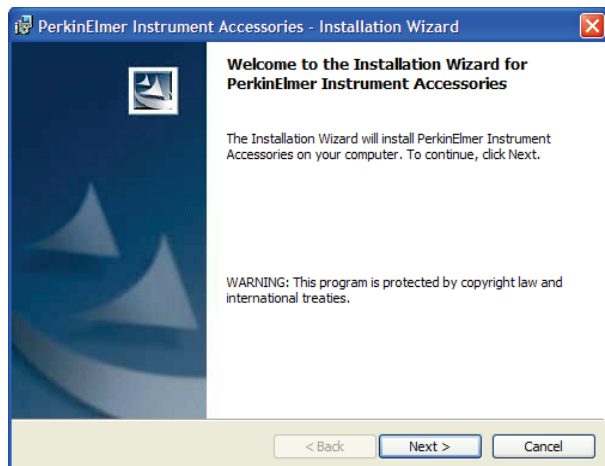 PerkinElmer Instrument Accessories - Installation Wizard
Welcome to the Installation Wizard for
PerkinElmer Instrument Accessories
The Installation Wizard will install PerkinElmer Instrument
Accessories on your computer. To continue, click Next.
WARNING: This program is protected by copyright law and
international treaties.
< Back
Next >
Cancel